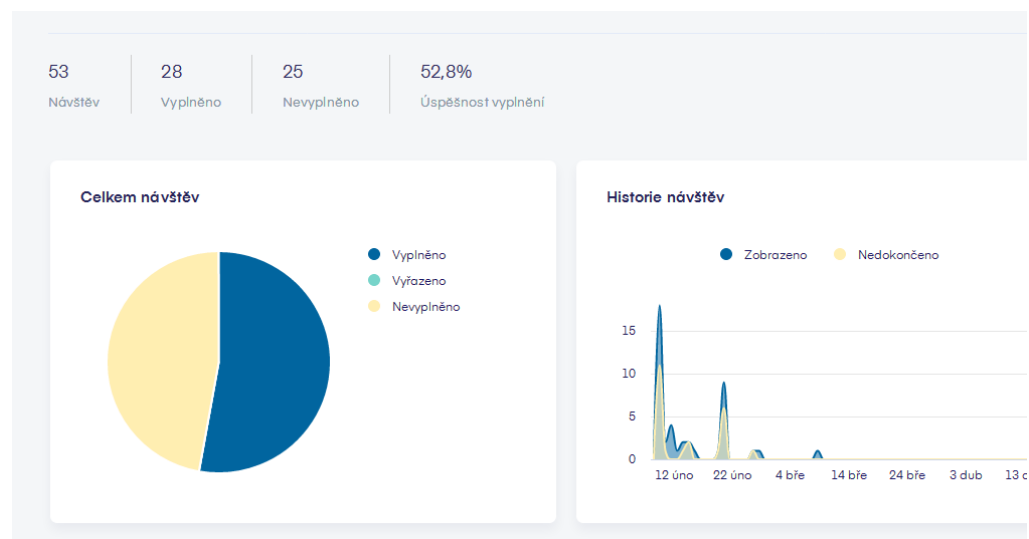 53
Návštěv
28
Vyplněno
25
Nevyplněno
52,8%
Úspěšnost vyplnění
Celkem návštěv
Vyplněno
Vyřazeno
Nevyplněno
Historie návštěv
Zobrazeno
Nedokončeno
15
10
5
0
12 úno 22 úno 4 bře 14 bře 24 bře 3 dub 13